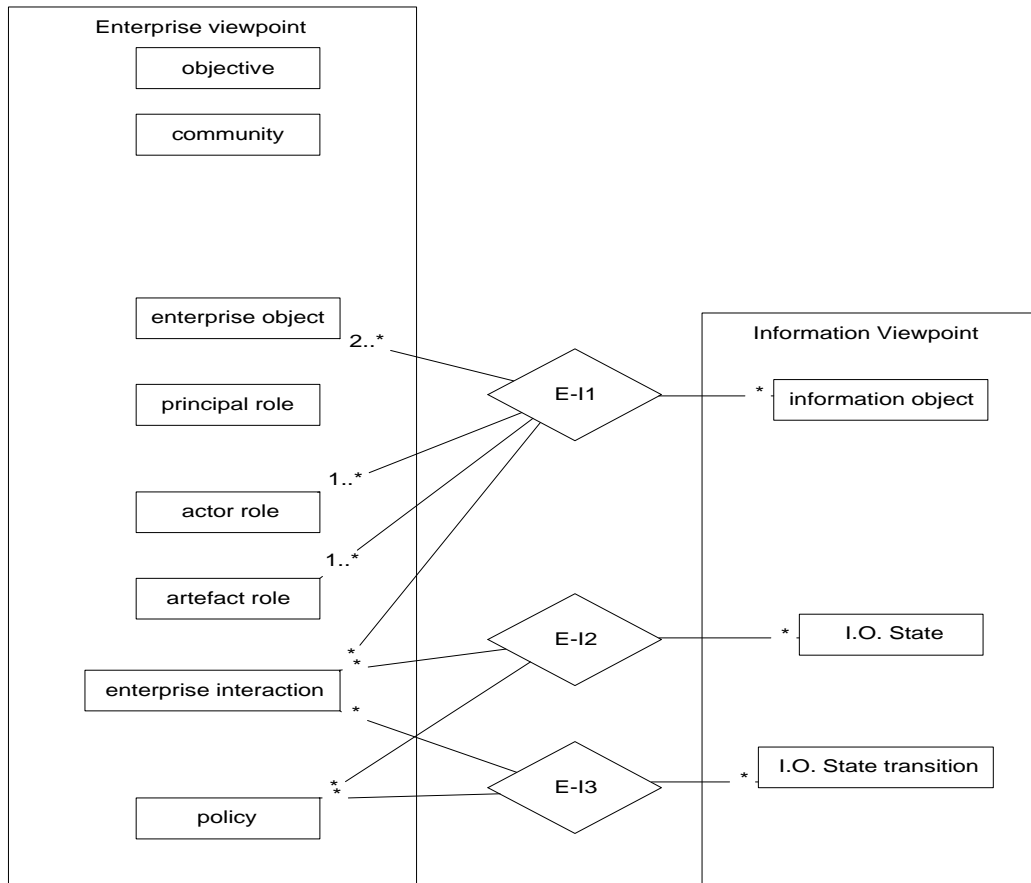 Enterprise viewpoint
objective
community
enterprise object
2..*
Information Viewpoint
E-I1
*
information object
principal role
1..*
actor role
1..*
artefact role
*
*
E-I2
*
I.O. State
enterprise interaction
*
*
*
E-I3
*
I.O. State transition
policy